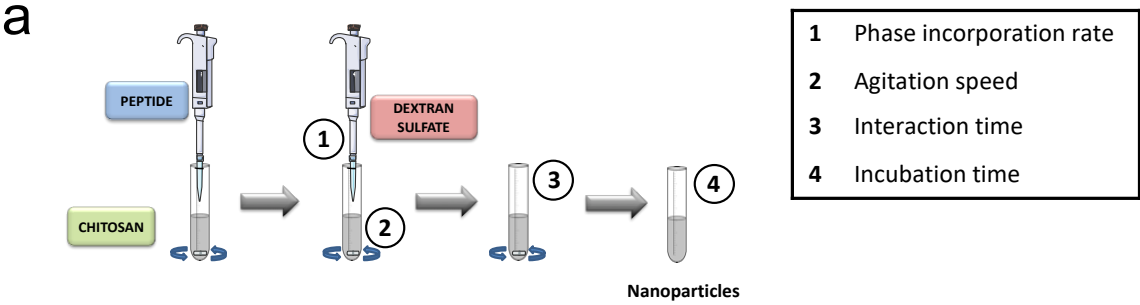 a
PEPTIDE
DEXTRAN
SULFATE
1
3
4
CHITOSAN
2
Nanoparticles
1 Phase incorporation rate
2 Agitation speed
3 Interaction time
4 Incubation time